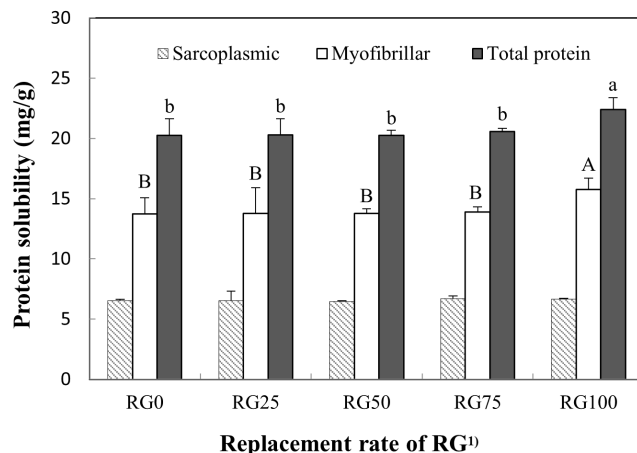 30
Sarcoplasmic Myofibrillar Total protein
25
a
b b b b
20
A
B B B B
15
10
5
0
RG0 RG25 RG50 RG75 RG100
Protein solubility (mg/g)
Replacement rate of RG¹⁾